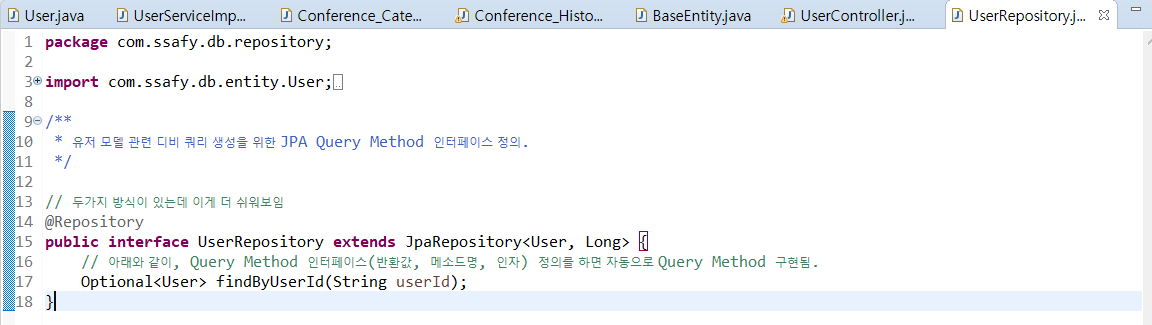 User.java UserServiceImp... Conference_Cate... Conference_Histo... BaseEntity.java UserController.j... UserRepository.j...
1 package com.ssafy.db.repository;
2
3 import com.ssafy.db.entity.User;
8
9 /**
10 * 유저 모델 관련 디비 쿼리 생성을 위한 JPA Query Method 인터페이스 정의.
11 */
12
13 // 두가지 방식이 있는데 이게 더 쉬워보임
14 @Repository
15 public interface UserRepository extends JpaRepository<User, Long> {
16 // 아래와 같이, Query Method 인터페이스(반환값, 메소드명, 인자) 정의를 하면 자동으로 Query Method 구현됨.
17 Optional<User> findByUserId(String userId);
18 }